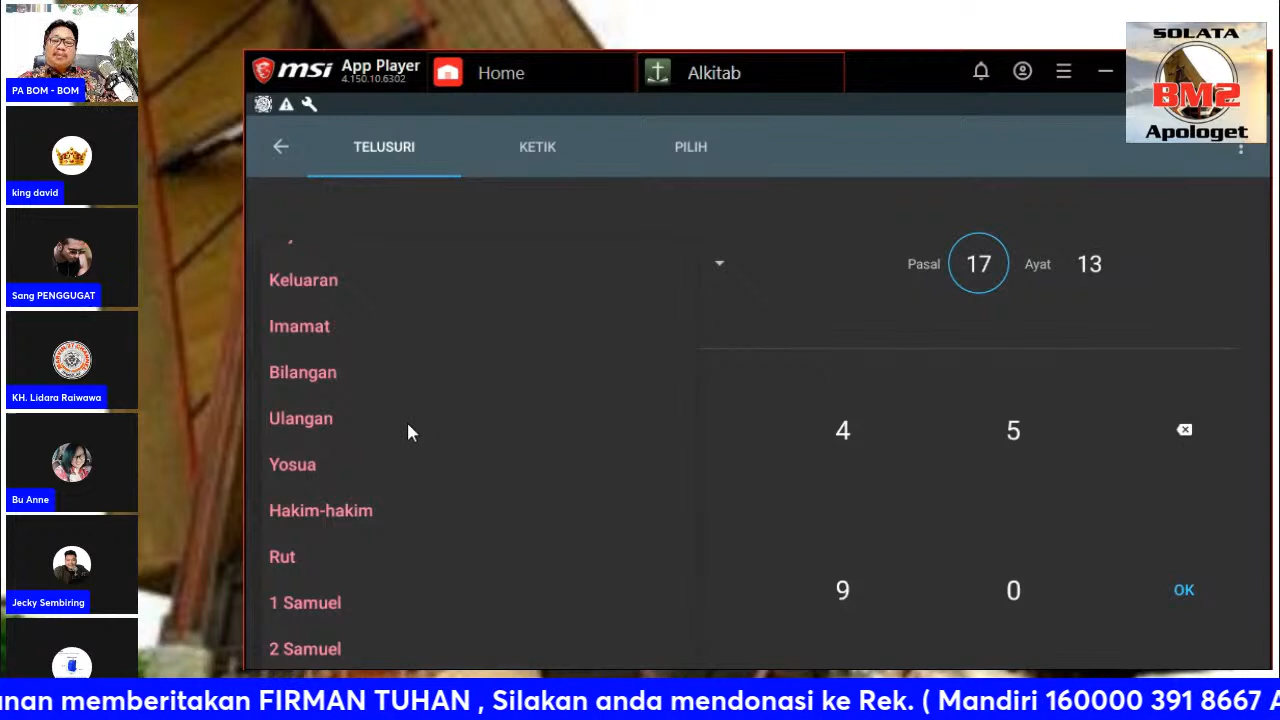 PA BOM - BOM
king david
Sang PENGGUGAT
KH. Lidara Raiwawa
Bu Anne
Jecky Sembiring
msi App Player
4.150.10.6302
Home
Alkitab
SOLATA
BM2
Apologet
TELUSURI
KETIK
PILIH
Keluaran
Imamat
Bilangan
Ulangan
Yosua
Hakim-hakim
Rut
1 Samuel
2 Samuel
Pasal 17 Ayat 13
4 5
9 0 OK
nan memberitakan FIRMAN TUHAN , Silakan anda mendonasi ke Rek. ( Mandiri 160000 391 8667 A